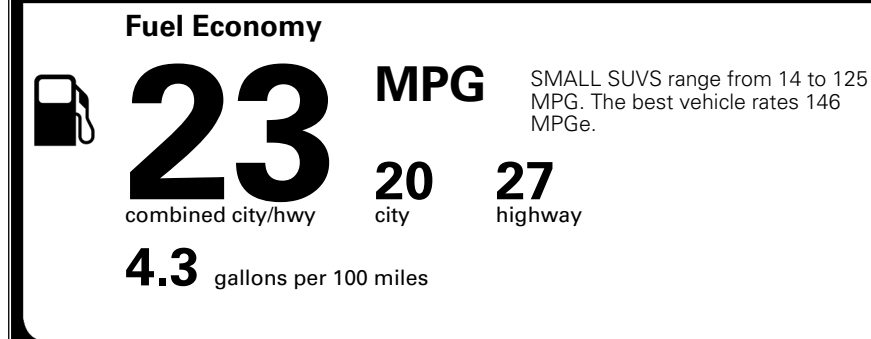 Fuel Economy
23
combined city/hwy
MPG
20
city
27
highway
SMALL SUVS range from 14 to 125
MPG. The best vehicle rates 146
MPGe.
4.3 gallons per 100 miles